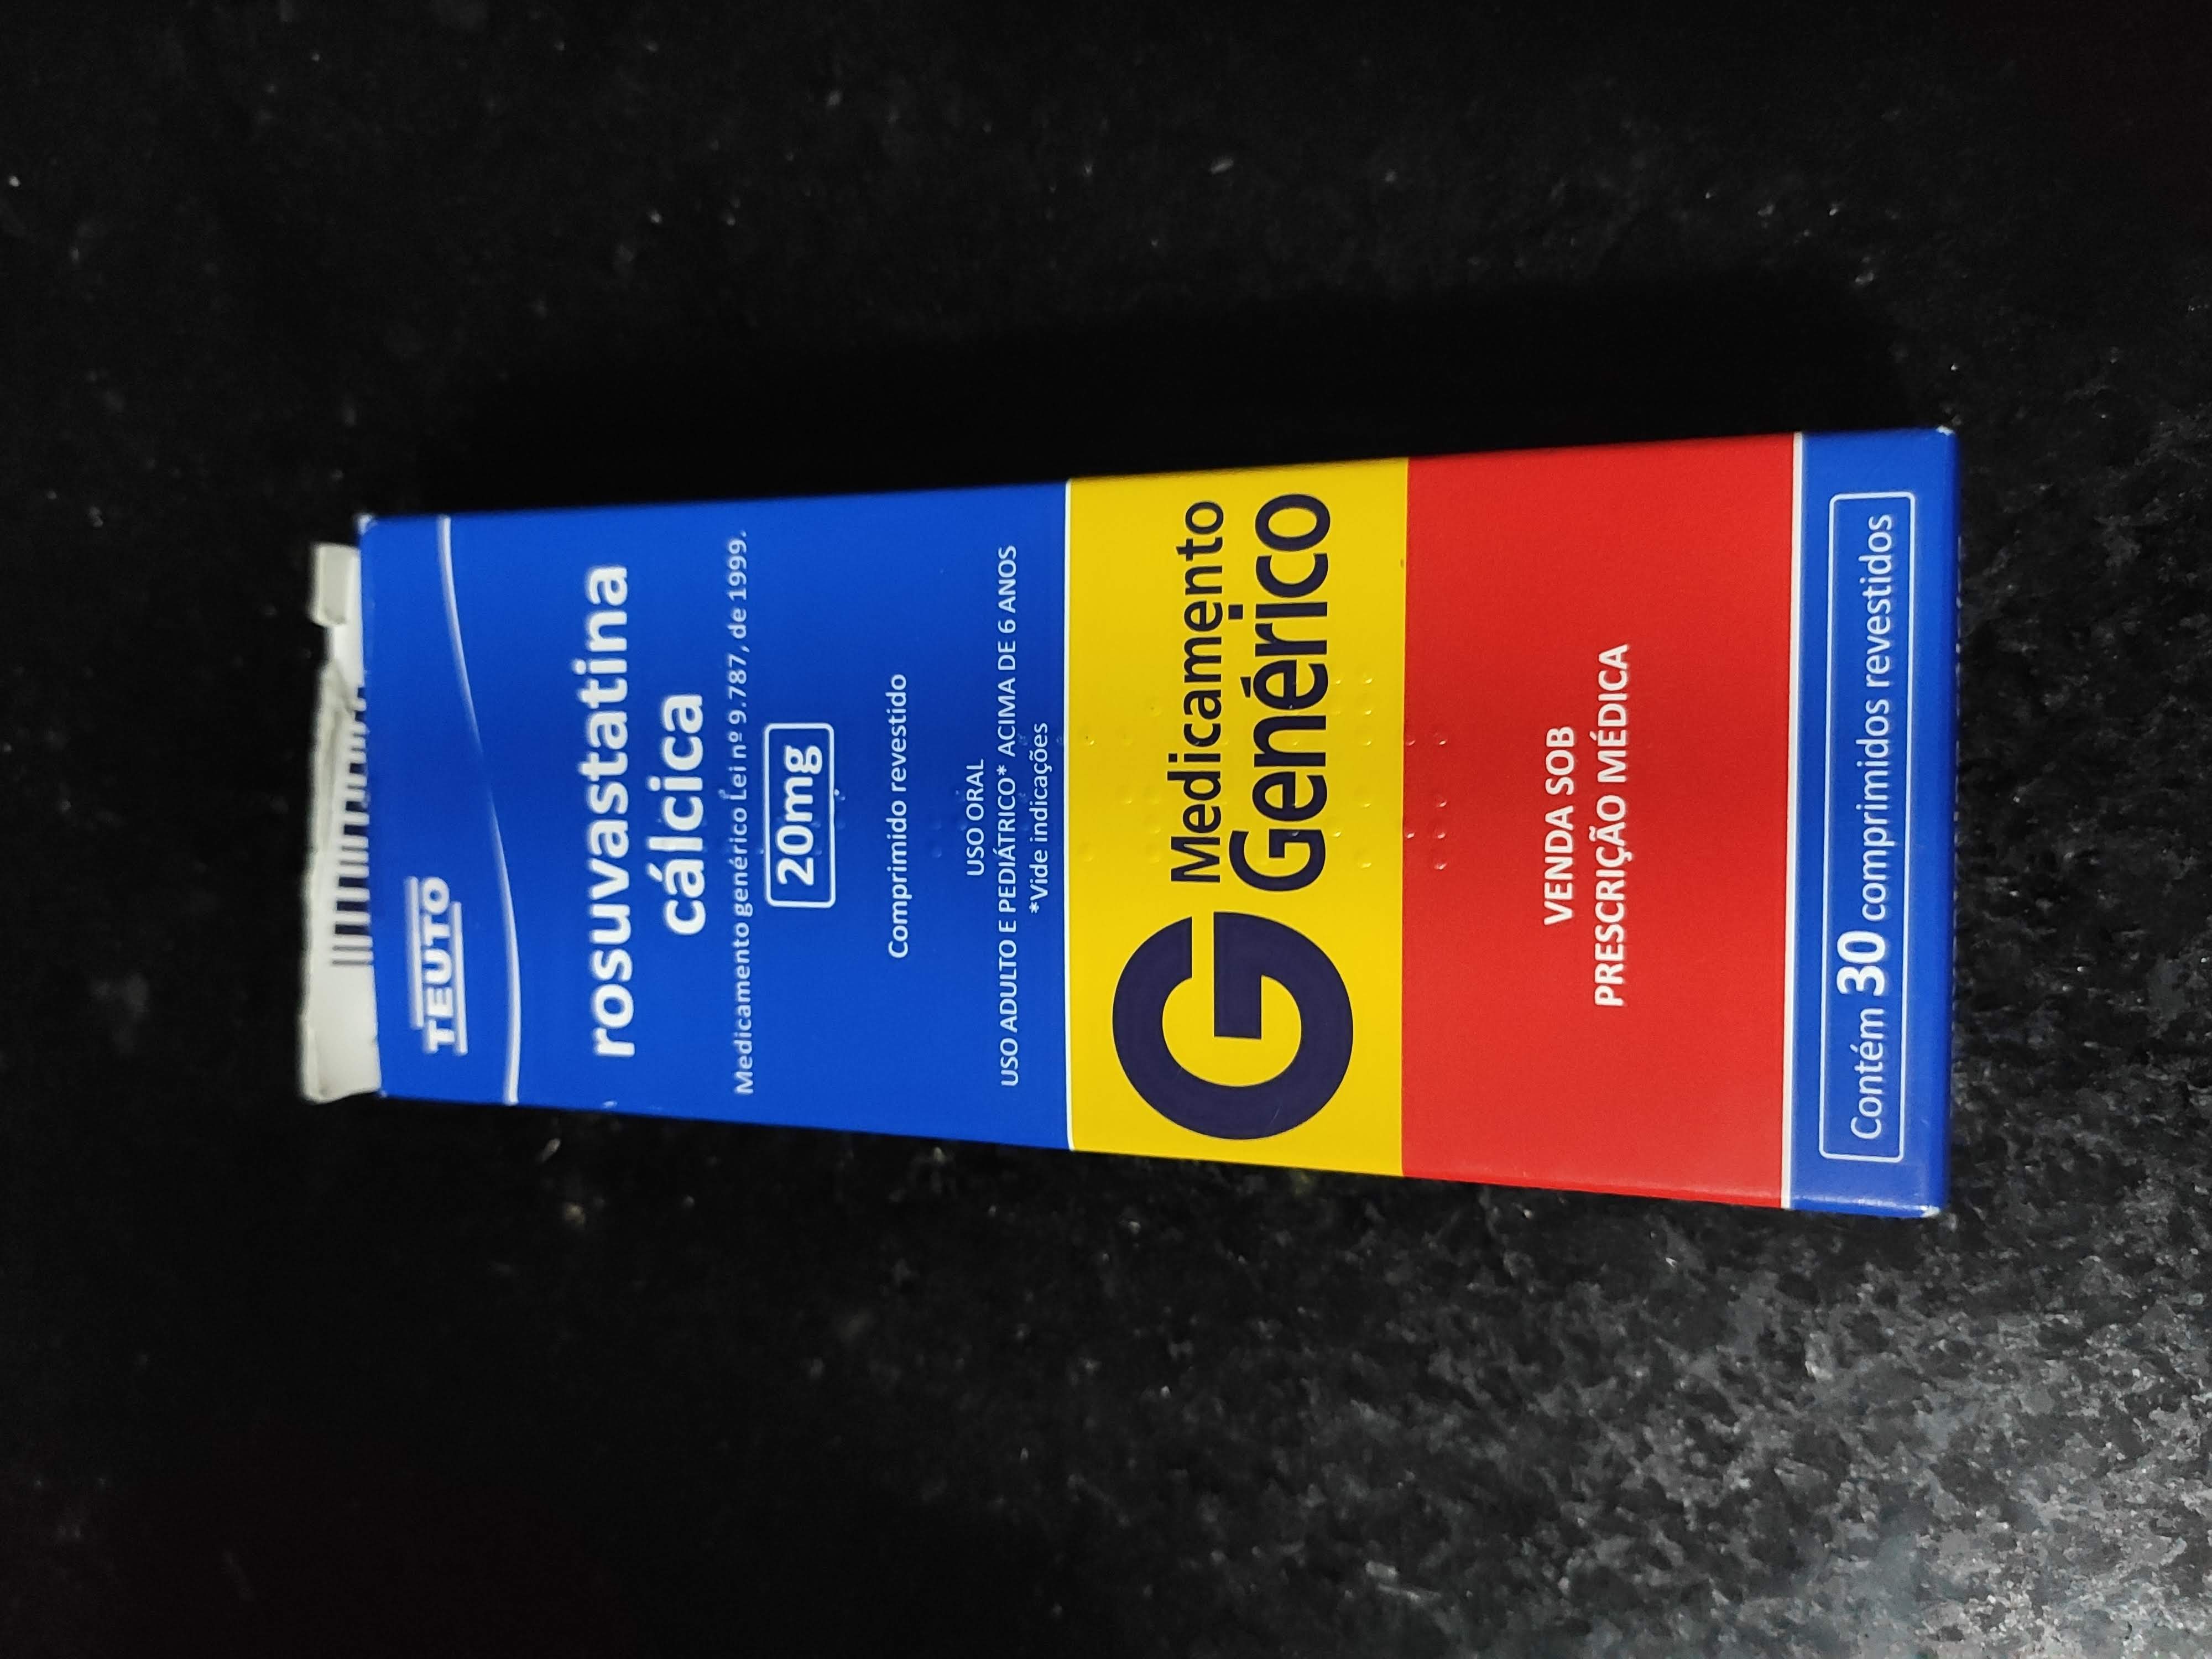 TEUTO
rosuvastatina
cálcica
Medicamento genérico Lei nº 9.787, de 1999.
20mg
Comprimido revestido
USO ORAL
USO ADULTO E PEDIÁTRICO* ACIMA DE 6 ANOS
*Vide indicações
G
Medicamento
Genérico
VENDA SOB
PRESCRIÇÃO MÉDICA
Contém 30 comprimidos revestidos